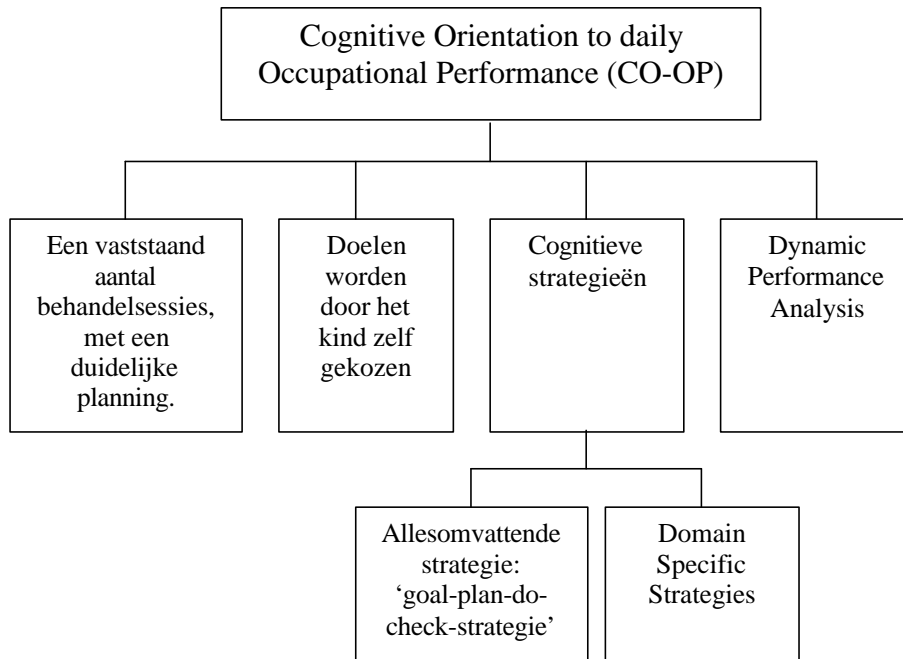 Cognitive Orientation to daily
Occupational Performance (CO-OP)
Een vaststaand
aantal
behandelsessies,
met een
duidelijke
planning.
Doelen
worden
door het
kind zelf
gekozen
Cognitieve
strategieën
Dynamic
Performance
Analysis
Allesomvattende
strategie:
‘goal-plan-do-
check-strategie’
Domain
Specific
Strategies